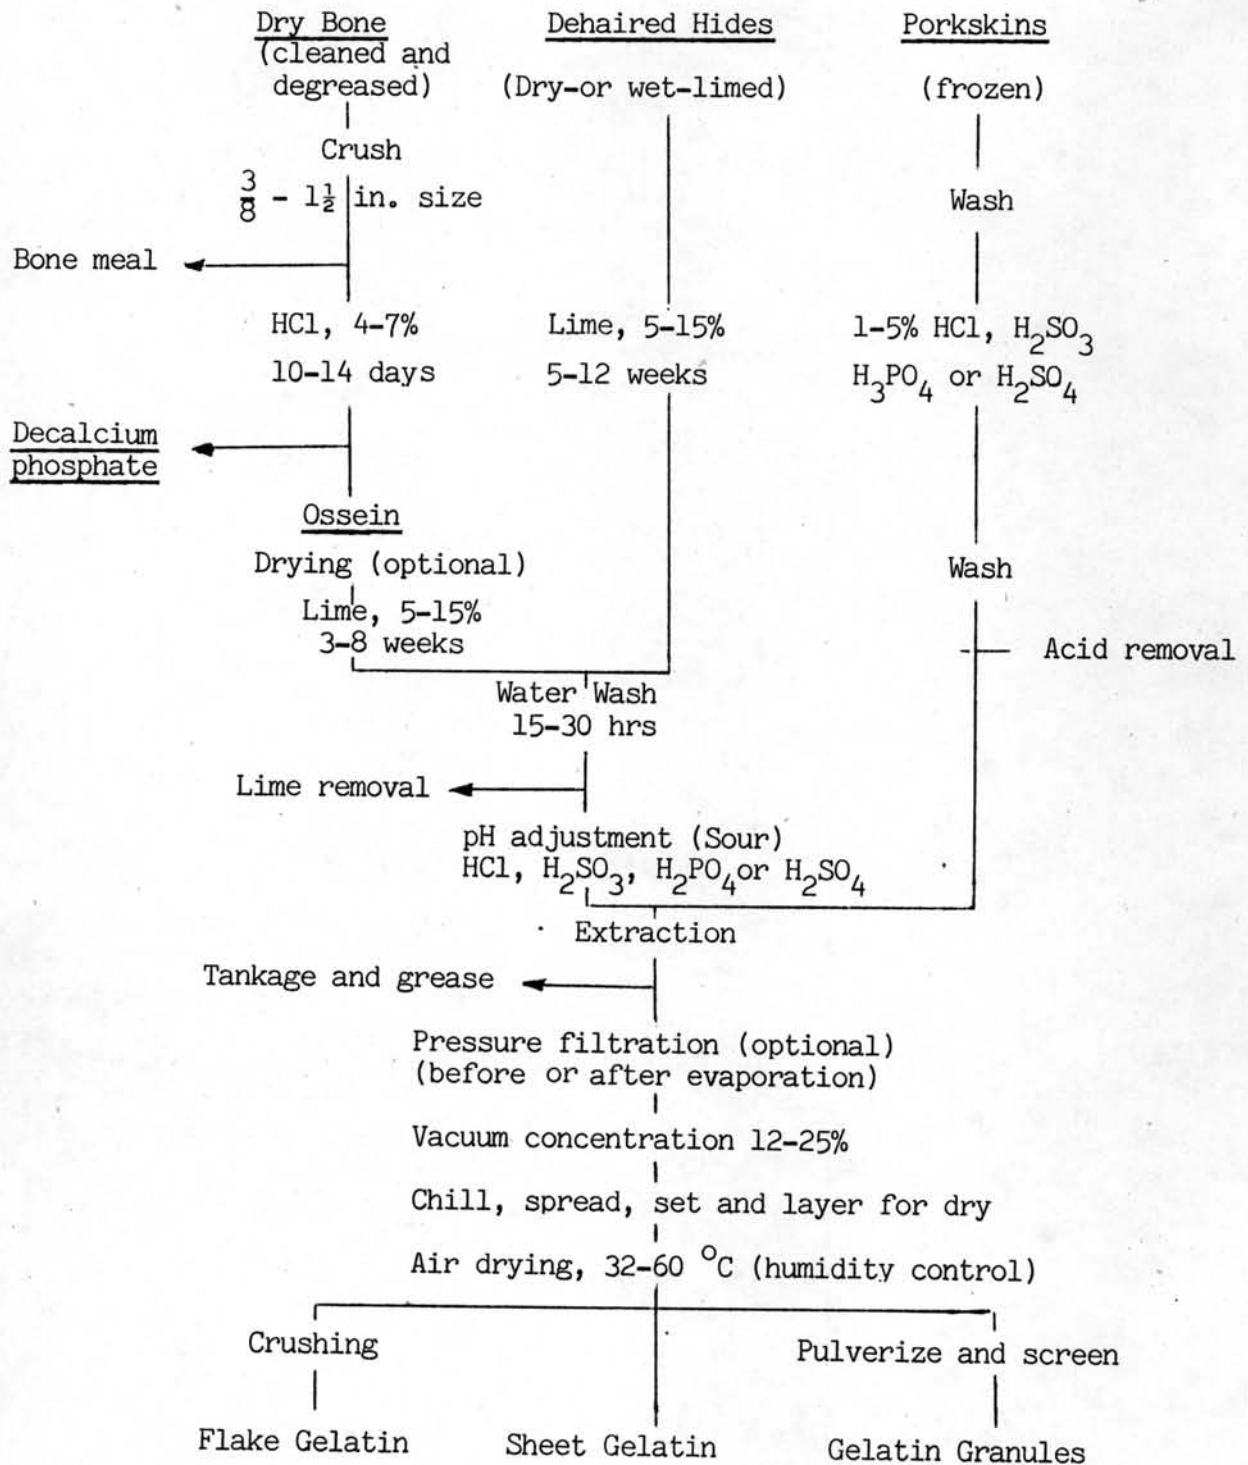 Dry Bone
(cleaned and
degreased)
Crush
3/8 - 1½ in. size
Bone meal
HCl, 4-7%
10-14 days
Decalcium
phosphate
Ossein
Drying (optional)
Lime, 5-15%
3-8 weeks
Dehaired Hides
(Dry-or wet-limed)
Lime, 5-15%
5-12 weeks
Porkskins
(frozen)
Wash
1-5% HCl, H₂SO₃
H₃PO₄ or H₂SO₄
Wash
Acid removal
Water Wash
15-30 hrs
Lime removal
pH adjustment (Sour)
HCl, H₂SO₃, H₂PO₄ or H₂SO₄
Extraction
Tankage and grease
Pressure filtration (optional)
(before or after evaporation)
Vacuum concentration 12-25%
Chill, spread, set and layer for dry
Air drying, 32-60 °C (humidity control)
Crushing
Flake Gelatin
Sheet Gelatin
Pulverize and screen
Gelatin Granules